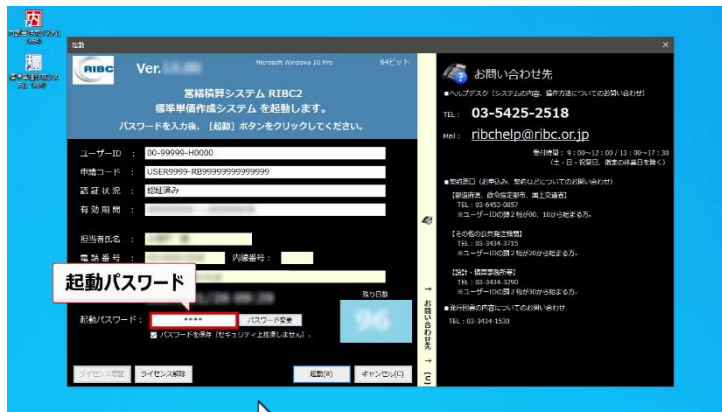 起動
RIBC
Ver.
Microsoft Windows 10 Pro
64ビット
営繕積算システム RIBC2
標準単価作成システム を起動します。
パスワードを入力後、［起動］ボタンをクリックしてください。
ユーザーID ： 00-99999-H0000
申請コード ： USER9999-RB99999999999999
認証状況 ： 認証済み
有効期間 ：
担当者氏名 ：
電話番号 ：
内線番号：
起動パスワード
残り日数
96
起動パスワード： ****
パスワード変更
パスワードを保存（セキュリティ上推奨しません）.
ライセンス認証
ライセンス解除
起動(R)
キャンセル(C)
→ お問い合わせ先 → (U)
お問い合わせ先
■ヘルプデスク（システムの内容、操作方法についてのお問い合わせ）
TEL： 03-5425-2518
Mail： ribchelp@ribc.or.jp
受付時間：9：00～12：00 / 13：00～17：30
（土・日・祝祭日、指定の休業日を除く）
■契約窓口（お申込み、契約などについてのお問い合わせ）
【都道府県、政令指定都市、国土交通省】
TEL：03-6453-0857
※ユーザーIDの頭2桁が00、10から始まる方。
【その他の公共発注機関】
TEL：03-3434-3715
※ユーザーIDの頭2桁が20から始まる方。
【設計・積算事務所等】
TEL：03-3434-3290
※ユーザーIDの頭2桁が30から始まる方。
■発行図書の内容についてのお問い合わせ
TEL：03-3434-1530